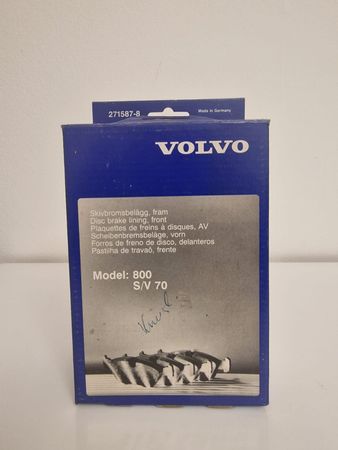 271587-8
Made in Germany
VOLVO
Skivbromsbelägg, fram
Disc brake lining, front
Plaquettes de freins à disques, AV
Scheibenbremsbeläge, vorn
Forros de freno de disco, delanteros
Pastilha de travaõ, frente
Model: 800
S/V 70